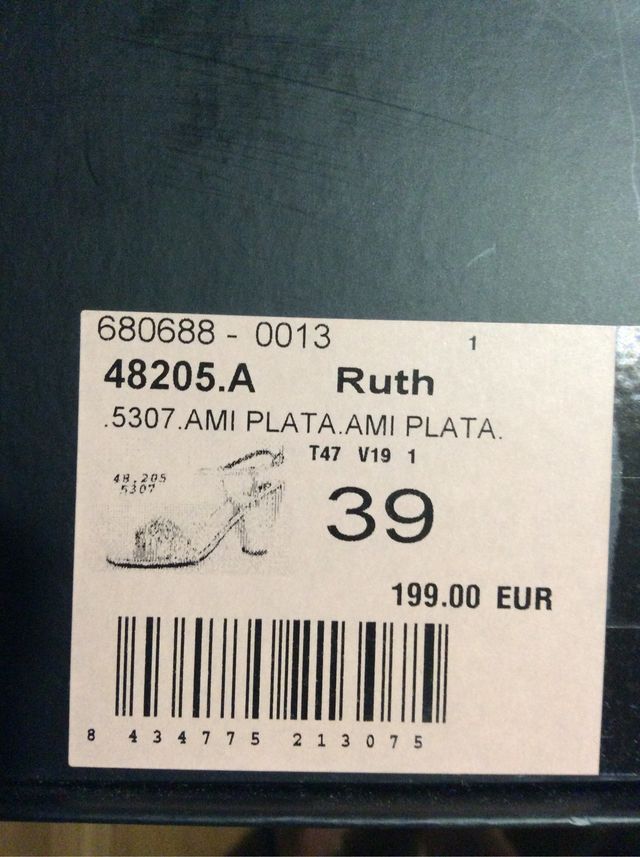 680688 - 0013
1
48205.A Ruth
.5307.AMI PLATA.AMI PLATA.
T47 V19 1
48.205
5307
39
199.00 EUR
8 434775 213075